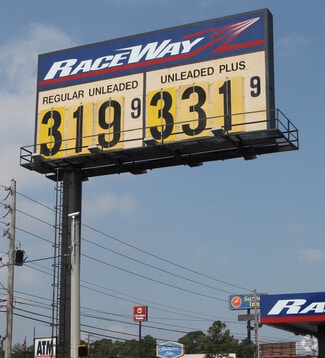 RACEWAY
REGULAR UNLEADED
UNLEADED PLUS
3199
3319
ATM
RA